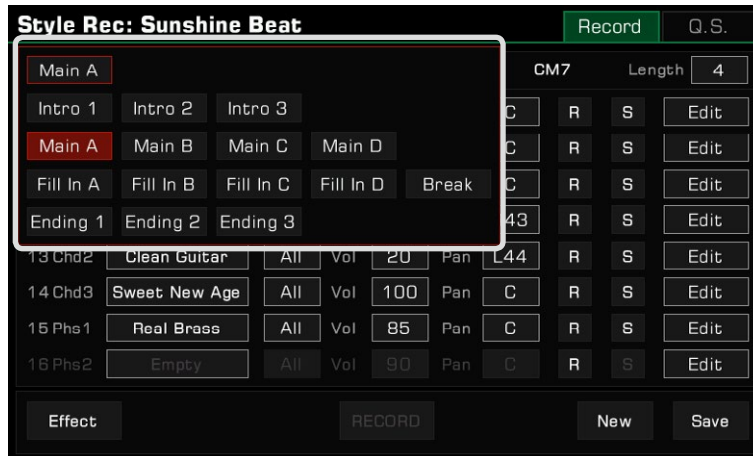 Style Rec: Sunshine Beat Record Q.S.
Main A CM7 Length 4
Intro 1 Intro 2 Intro 3 C R S Edit
Main A Main B Main C Main D C R S Edit
Fill In A Fill In B Fill In C Fill In D Break C R S Edit
Ending 1 Ending 2 Ending 3 43 R S Edit
13 Chd2 Clean Guitar All Vol 20 Pan L44 R S Edit
14 Chd3 Sweet New Age All Vol 100 Pan C R S Edit
15 Phs1 Real Brass All Vol 85 Pan C R S Edit
16 Phs2 Empty All Vol 90 Pan C R S Edit
Effect RECORD New Save